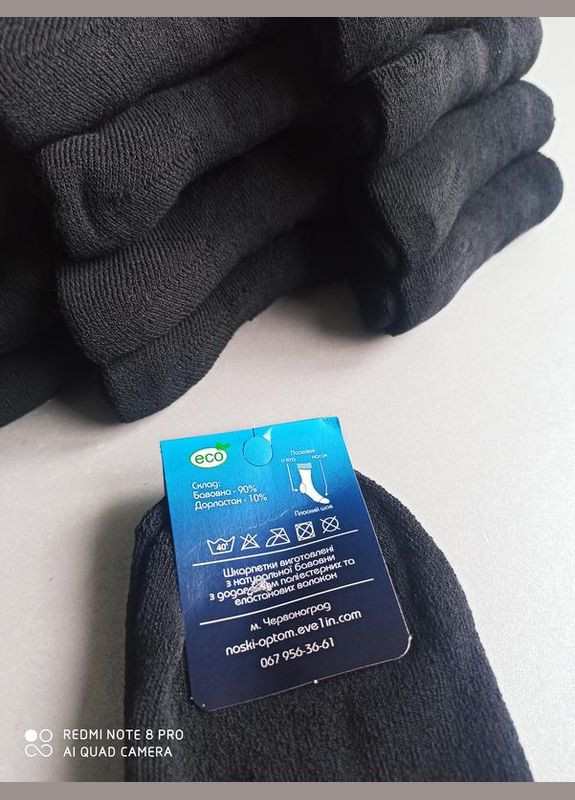 eco
Посилені
п'ята носок
Склад:
Бавовна - 90%
Дорластан - 10%
Плоский шов
40°
Шкарпетки виготовлені
з натуральної бавовни
з додаванням поліестерних та
еластанових волокон
м. Червоноград
noski-optom.eve1in.com
067 956-36-61
REDMI NOTE 8 PRO
AI QUAD CAMERA